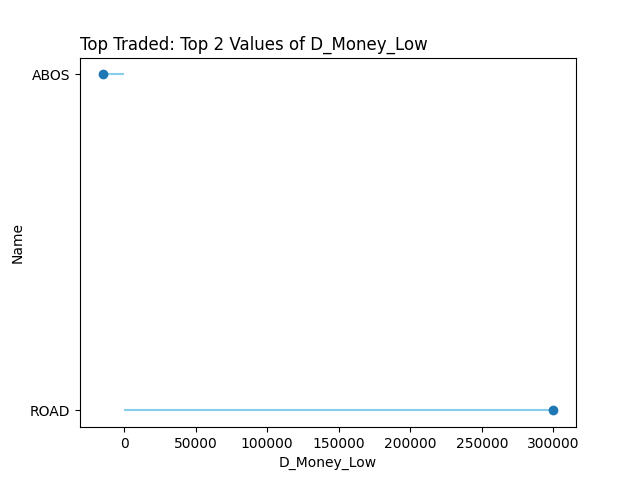 Top Traded: Top 2 Values of D_Money_Low
ABOS
Name
ROAD
0 50000 100000 150000 200000 250000 300000
D_Money_Low